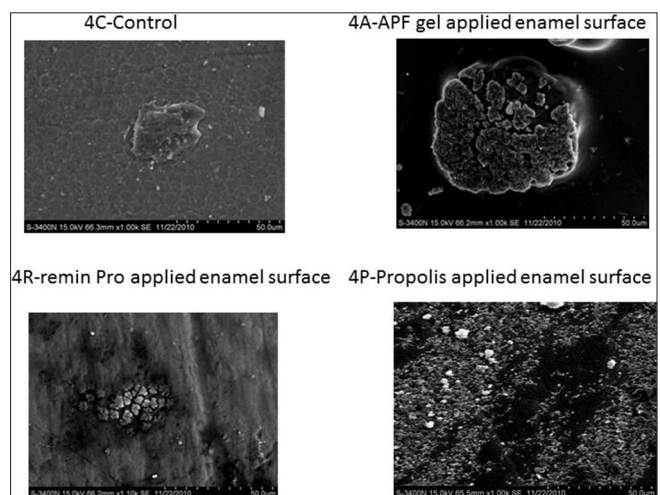 4C-Control
4A-APF gel applied enamel surface
S-3400N 15.0kV 66.3mm x1.00k SE 11/22/2010 50.0um
S-3400N 15.0kV 66.2mm x1.00k SE 11/22/2010 50.0um
4R-remin Pro applied enamel surface
4P-Propolis applied enamel surface
S-3400N 15.0kV 66.2mm x1.10k SE 11/22/2010 50.0um
S-3400N 15.0kV 65.5mm x1.00k SE 11/22/2010 50.0um